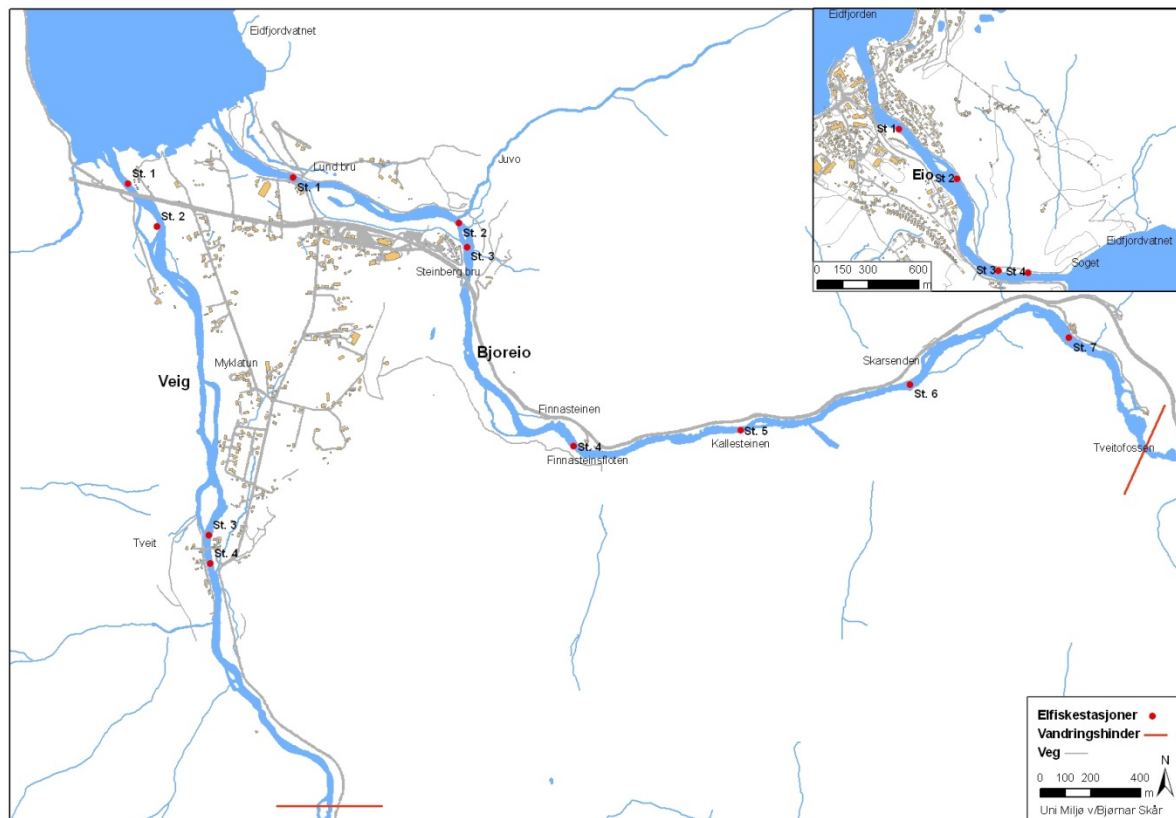 Eidfjordvatnet
St. 1
St. 2
Lund bru
St. 1
Juvo
St. 2
St. 3
Steinberg bru
Bjoreio
Veig
Myklatun
Finnasteinen
St. 4
Finnasteinsfloten
St. 5
Kallesteinen
Skarsenden
St. 6
St. 7
Tveitofossen
Tveit
St. 3
St. 4
Eidfjorden
St 1
Eio
St 2
St 3
St 4
Soget
Eidfjordvatnet
0 150 300 600
m
Elfiskestasjoner
Vandringshinder
Veg
N
0 100 200 400
m
Uni Miljø v/Bjørnar Skår